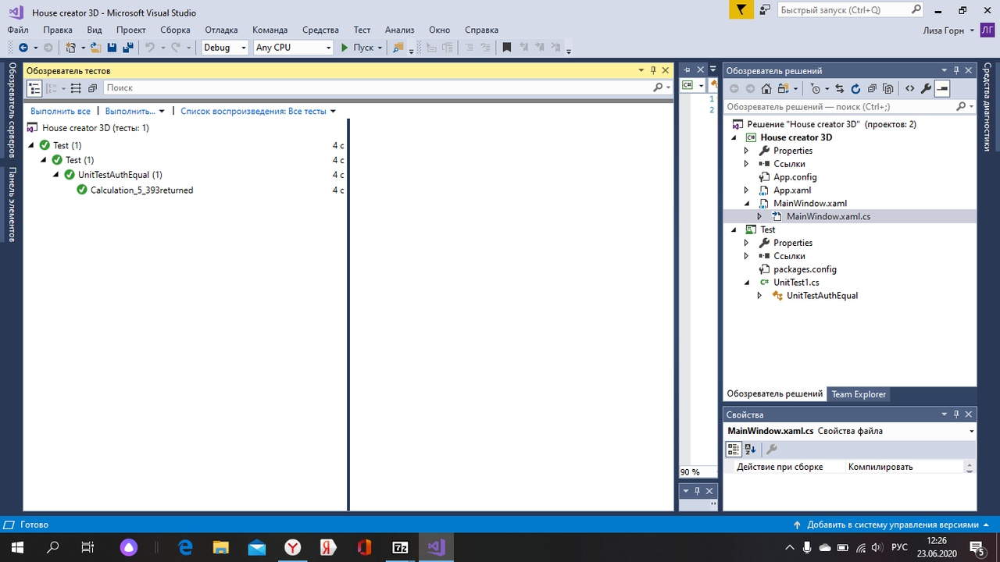 House creator 3D - Microsoft Visual Studio
Быстрый запуск (Ctrl+Q)
Файл Правка Вид Проект Сборка Отладка Команда Средства Тест Анализ Окно Справка
Лиза Горн ЛГ
Debug Any CPU Пуск
Обозреватель серверов
Панель элементов
Обозреватель тестов
Поиск
Выполнить все Выполнить... Список воспроизведения: Все тесты
House creator 3D (тесты: 1)
Test (1) 4 с
Test (1) 4 с
UnitTestAuthEqual (1) 4 с
Calculation_5_393returned 4 с
1
2
90 %
Обозреватель решений
Обозреватель решений — поиск (Ctrl+;)
Решение "House creator 3D" (проектов: 2)
House creator 3D
Properties
Ссылки
App.config
App.xaml
MainWindow.xaml
MainWindow.xaml.cs
Test
Properties
Ссылки
packages.config
UnitTest1.cs
UnitTestAuthEqual
Обозреватель решений Team Explorer
Свойства
MainWindow.xaml.cs Свойства файла
Действие при сборке Компилировать
Средства диагностики
Готово
Добавить в систему управления версиями
РУС
12:26
23.06.2020
5